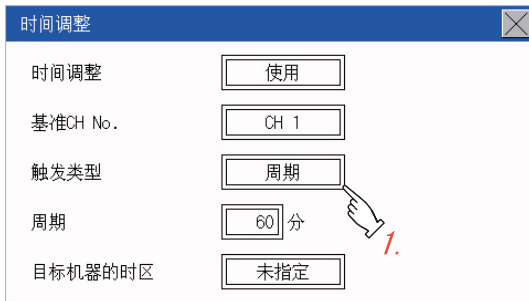 时间调整
时间调整 使用
基准CH No. CH 1
触发类型 周期
周期 60 分
1.
目标机器的时区 未指定